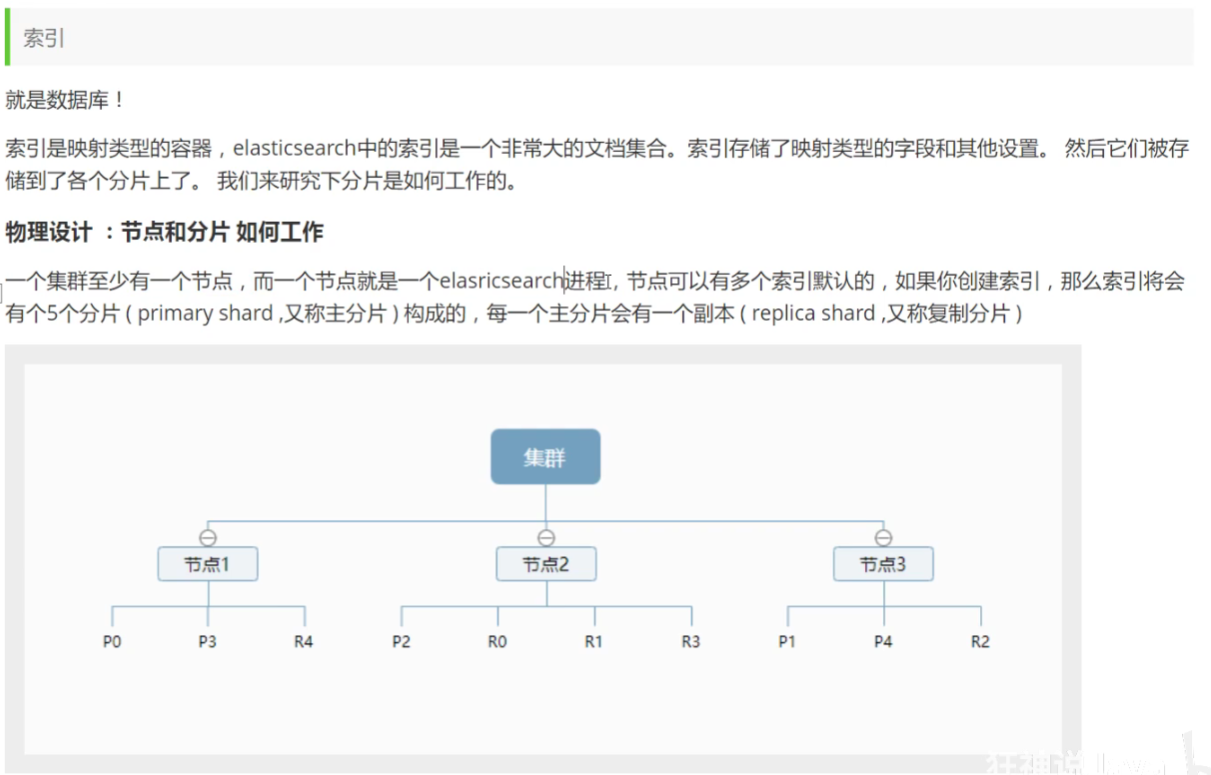 索引
就是数据库！
索引是映射类型的容器，elasticsearch中的索引是一个非常大的文档集合。索引存储了映射类型的字段和其他设置。 然后它们被存
储到了各个分片上了。 我们来研究下分片是如何工作的。
物理设计 ：节点和分片 如何工作
一个集群至少有一个节点，而一个节点就是一个elasricsearch进程，节点可以有多个索引默认的，如果你创建索引，那么索引将会
有个5个分片 ( primary shard ,又称主分片 ) 构成的，每一个主分片会有一个副本 ( replica shard ,又称复制分片 )
集群
节点1 节点2 节点3
P0 P3 R4 P2 R0 R1 R3 P1 P4 R2